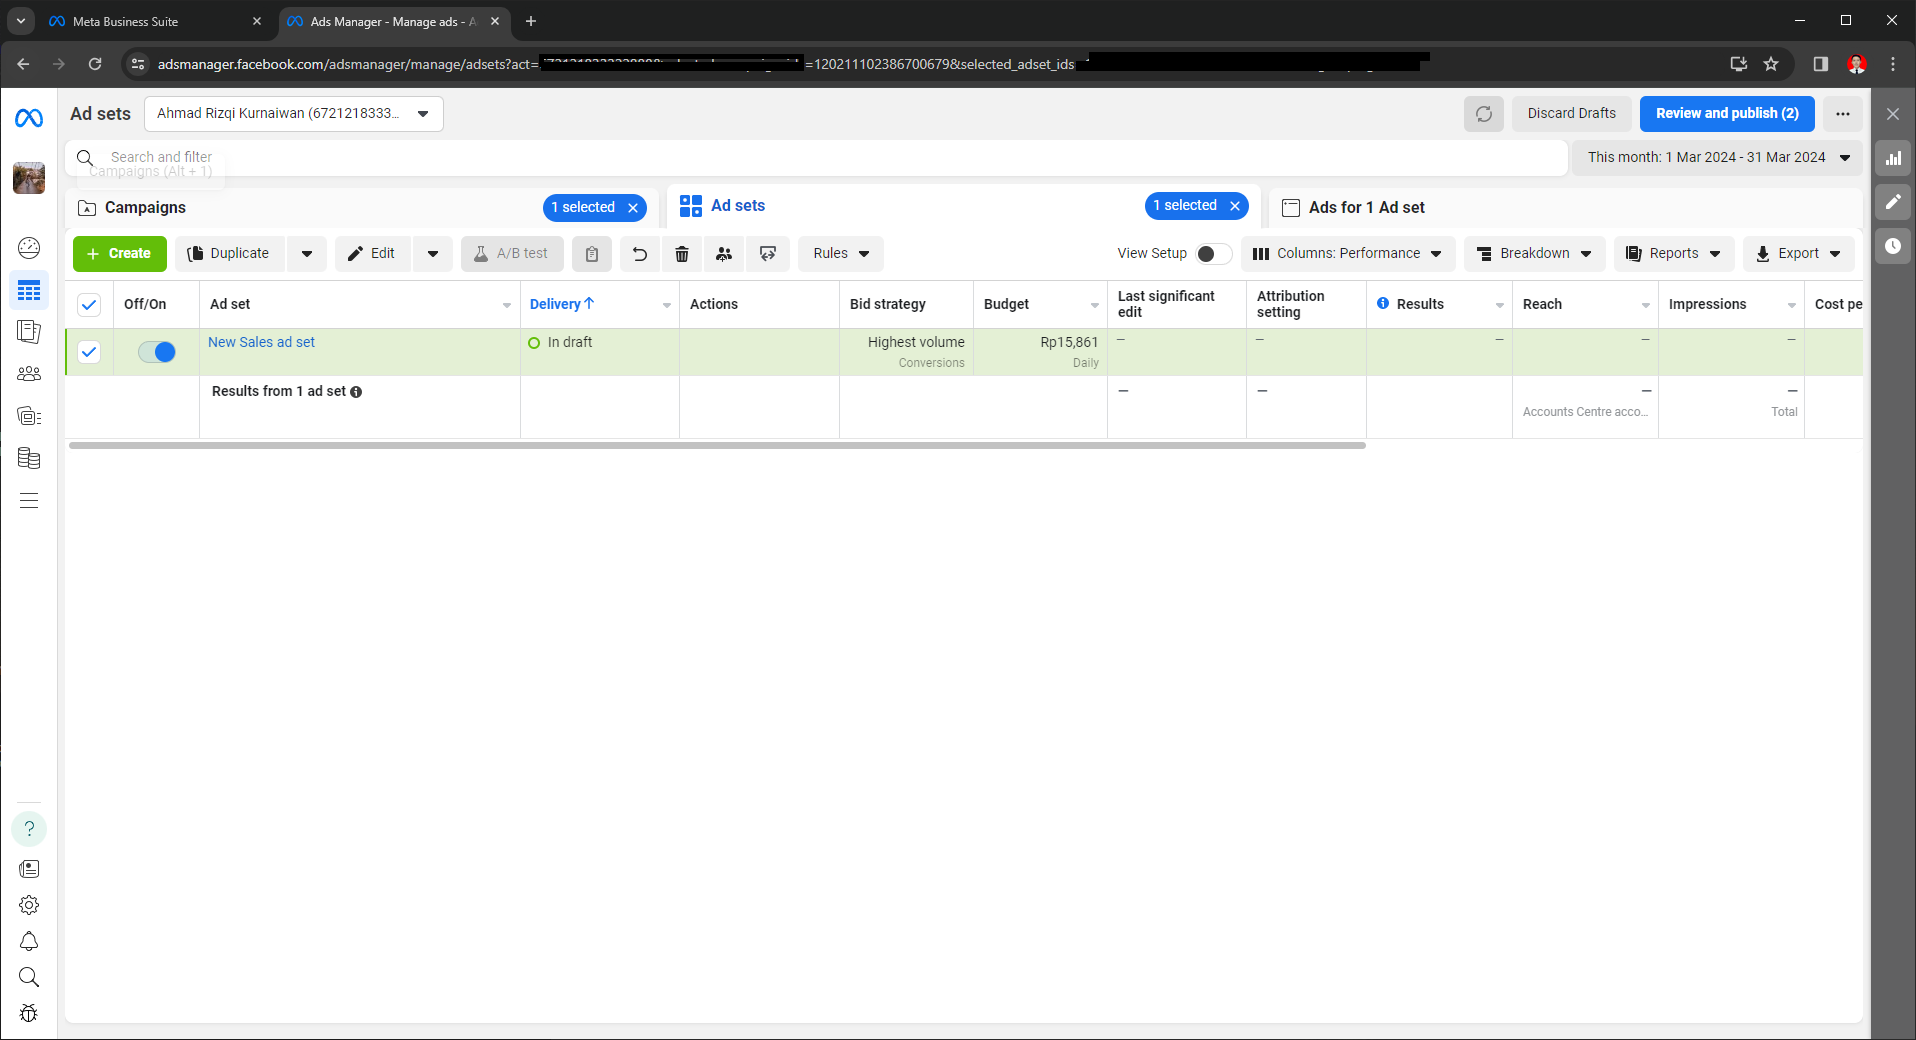 Meta Business Suite
Ads Manager - Manage ads - A
adsmanager.facebook.com/adsmanager/manage/adsets?act=
=120211102386700679&selected_adset_ids
Ad sets
Ahmad Rizqi Kurnaiwan (6721218333...
Discard Drafts
Review and publish (2)
Search and filter
Campaigns (Alt + 1)
This month: 1 Mar 2024 - 31 Mar 2024
Campaigns
1 selected
Ad sets
1 selected
Ads for 1 Ad set
+ Create
Duplicate
Edit
A/B test
Rules
View Setup
Columns: Performance
Breakdown
Reports
Export
Off/On
Ad set
Delivery↑
Actions
Bid strategy
Budget
Last significant
edit
Attribution
setting
Results
Reach
Impressions
Cost pe
New Sales ad set
In draft
Highest volume
Conversions
Rp15,861
Daily
—
—
—
—
—
Results from 1 ad set
—
—
—
Accounts Centre acco...
—
Total
?